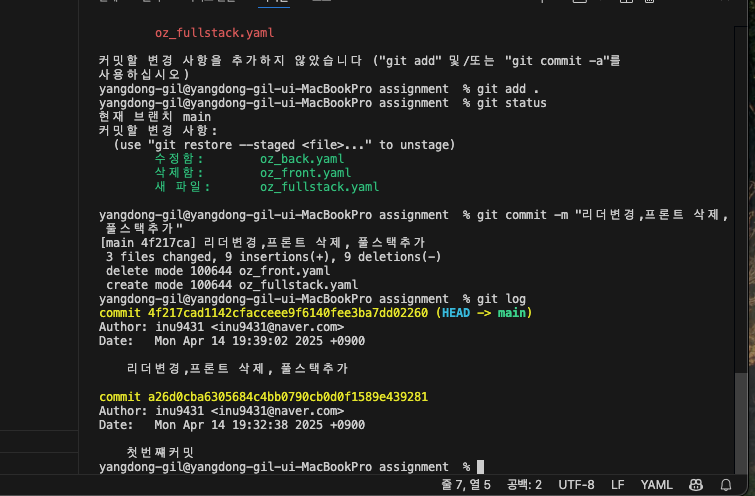 oz_fullstack.yaml
커밋할 변경 사항을 추가하지 않았습니다 ("git add" 및/또는 "git commit -a"를
사용하십시오)
yangdong-gil@yangdong-gil-ui-MacBookPro assignment % git add .
yangdong-gil@yangdong-gil-ui-MacBookPro assignment % git status
현재 브랜치 main
커밋할 변경 사항:
(use "git restore --staged <file>..." to unstage)
수정함: oz_back.yaml
삭제함: oz_front.yaml
새 파일: oz_fullstack.yaml
yangdong-gil@yangdong-gil-ui-MacBookPro assignment % git commit -m "리더변경,프론트 삭제,
풀스택추가"
[main 4f217ca] 리더변경,프론트 삭제, 풀스택추가
3 files changed, 9 insertions(+), 9 deletions(-)
delete mode 100644 oz_front.yaml
create mode 100644 oz_fullstack.yaml
yangdong-gil@yangdong-gil-ui-MacBookPro assignment % git log
commit 4f217cad1142cfacceee9f6140fee3ba7dd02260 (HEAD -> main)
Author: inu9431 <inu9431@naver.com>
Date: Mon Apr 14 19:39:02 2025 +0900
리더변경,프론트 삭제, 풀스택추가
commit a26d0cba6305684c4bb0790cb0d0f1589e439281
Author: inu9431 <inu9431@naver.com>
Date: Mon Apr 14 19:32:38 2025 +0900
첫번째커밋
yangdong-gil@yangdong-gil-ui-MacBookPro assignment %
줄 7, 열 5 공백: 2 UTF-8 LF YAML